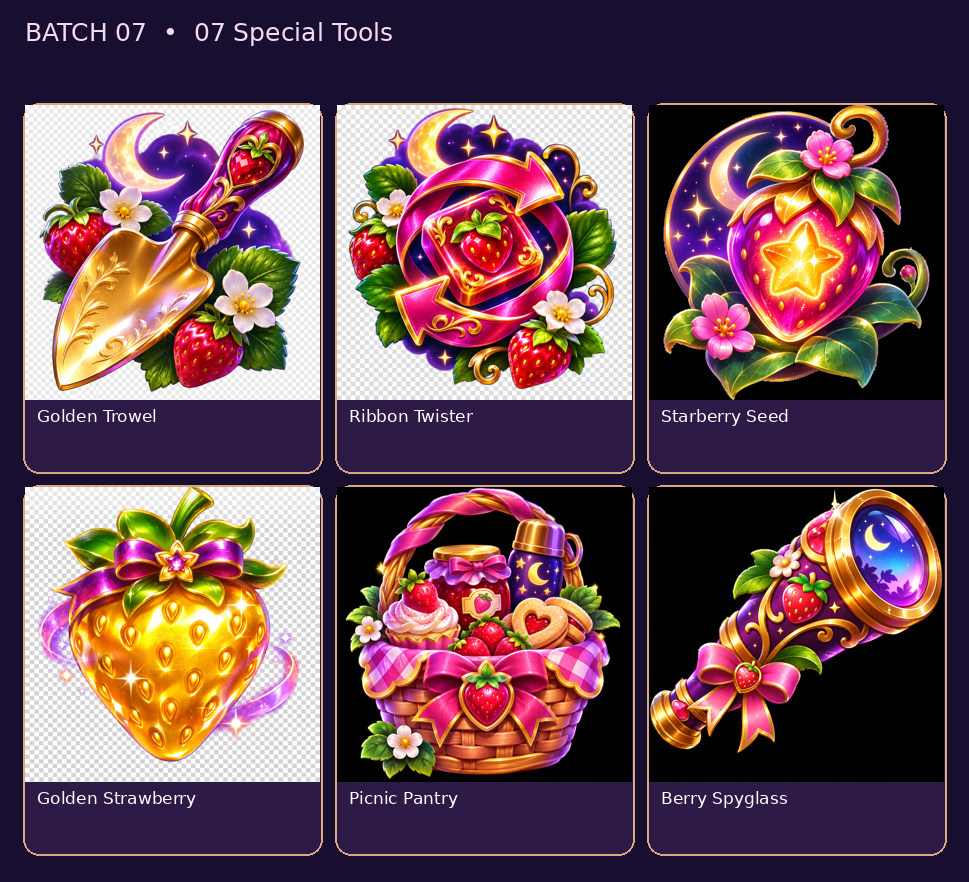 BATCH 07 • 07 Special Tools
Golden Trowel
Ribbon Twister
Starberry Seed
Golden Strawberry
Picnic Pantry
Berry Spyglass